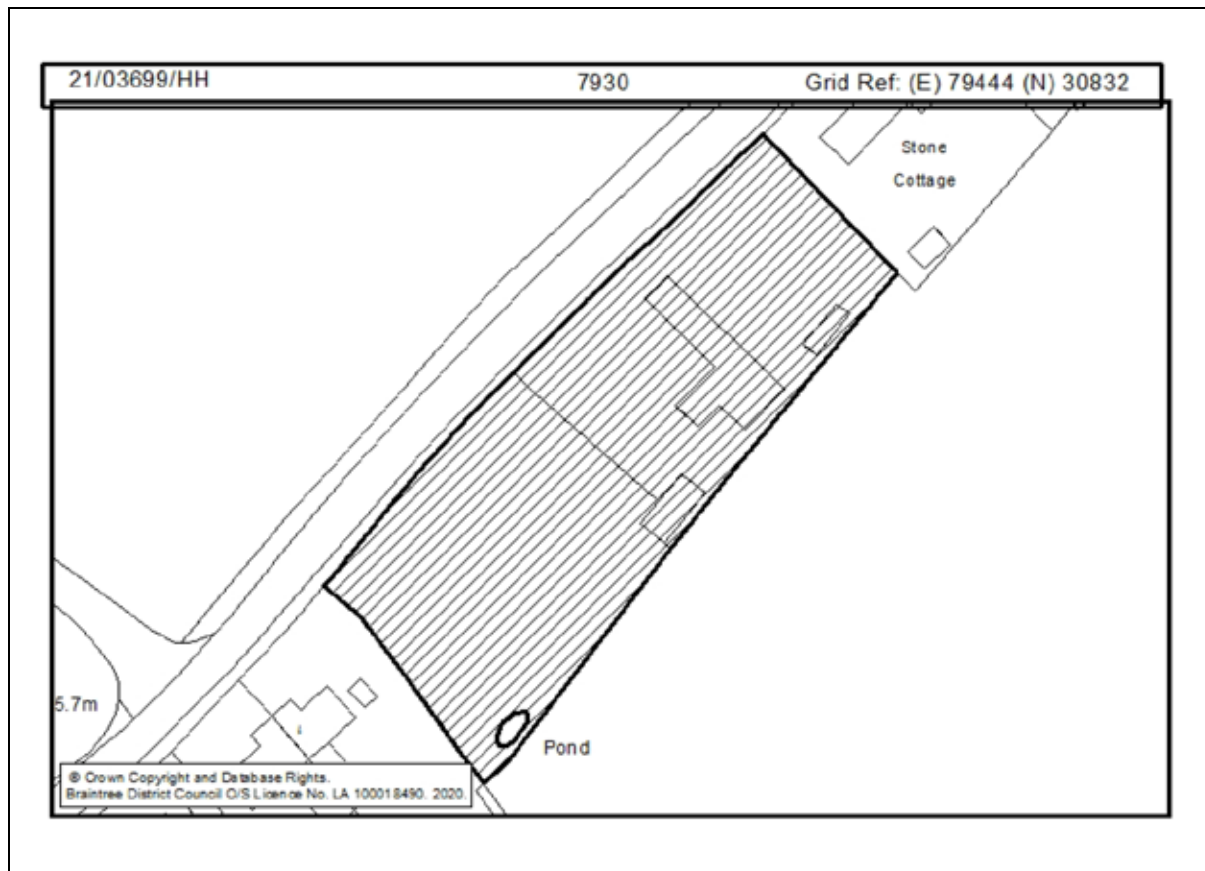 21/03699/HH 7930 Grid Ref: (E) 79444 (N) 30832
Stone
Cottage
5.7m
Pond
© Crown Copyright and Database Rights.
Braintree District Council O/S Licence No. LA 100018490. 2020.